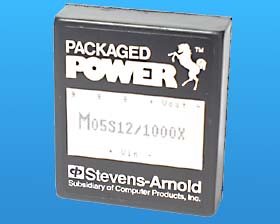 PACKAGED
POWER™
+ Vout -
M05S12/1000X
- Vin -
Stevens-Arnold
Subsidiary of Computer Products, Inc.